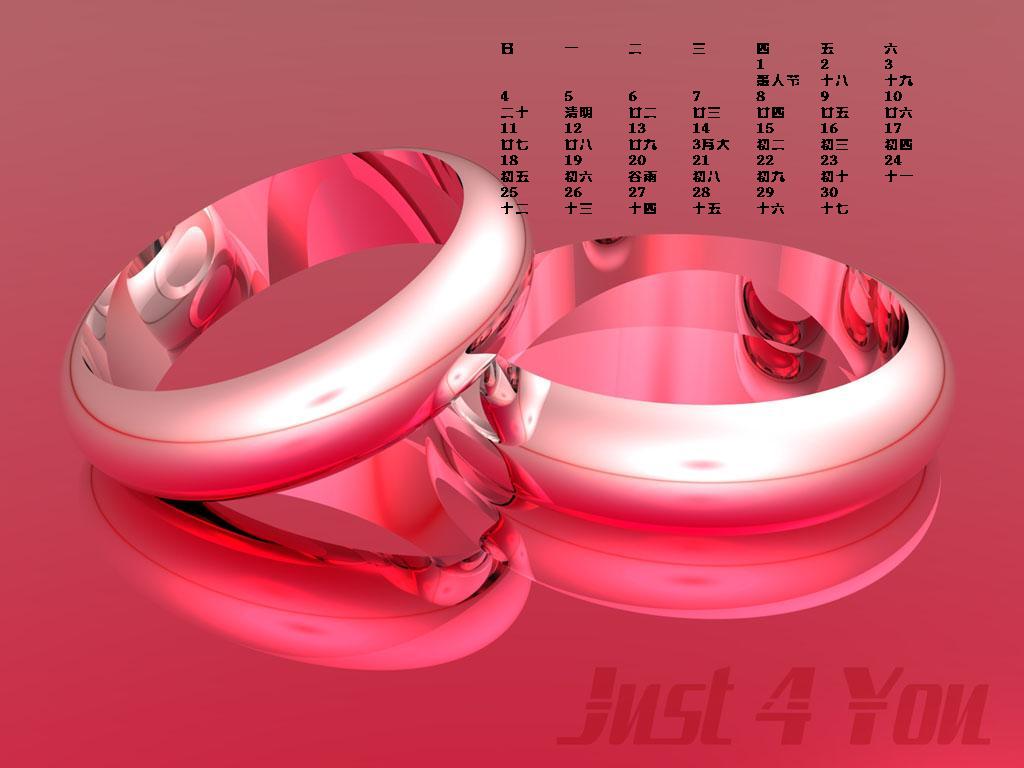 日 一 二 三 四 五 六
1 2 3
愚人节 十八 十九
4 5 6 7 8 9 10
二十 清明 廿二 廿三 廿四 廿五 廿六
11 12 13 14 15 16 17
廿七 廿八 廿九 3月大 初二 初三 初四
18 19 20 21 22 23 24
初五 初六 谷雨 初八 初九 初十 十一
25 26 27 28 29 30
十二 十三 十四 十五 十六 十七
Just 4 You